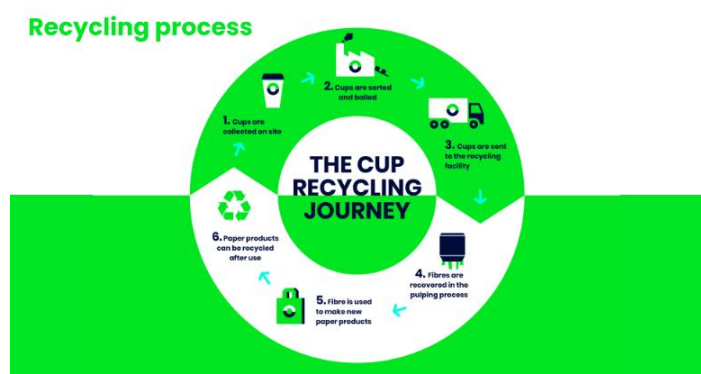 Recycling process
THE CUP
RECYCLING
JOURNEY
1. Cups are
collected on site
2. Cups are sorted
and bailed
3. Cups are sent
to the recycling
facility
4. Fibres are
recovered in the
pulping process
5. Fibre is used
to make new
paper products
6. Paper products
can be recycled
after use